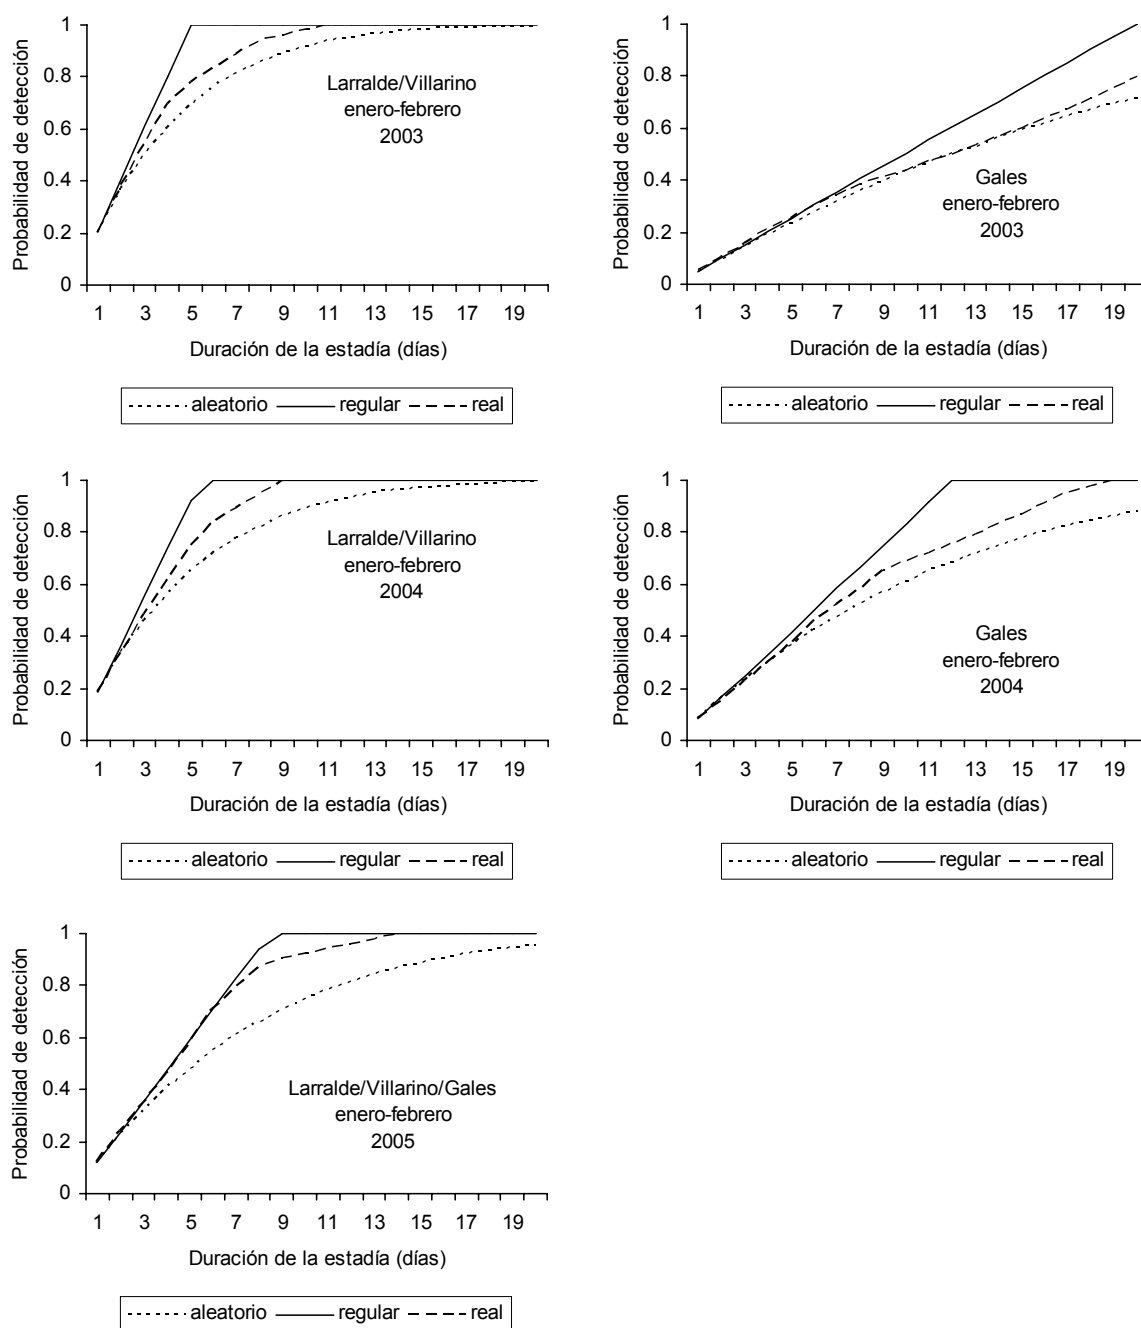 1
0.8
0.6
0.4
0.2
0
Probabilidad de detección
Larralde/Villarino
enero-febrero
2003
1 3 5 7 9 11 13 15 17 19
Duración de la estadía (días)
aleatorio regular real
1
0.8
0.6
0.4
0.2
0
Probabilidad de detección
Gales
enero-febrero
2003
1 3 5 7 9 11 13 15 17 19
Duración de la estadía (días)
aleatorio regular real
1
0.8
0.6
0.4
0.2
0
Probabilidad de detección
Larralde/Villarino
enero-febrero
2004
1 3 5 7 9 11 13 15 17 19
Duración de la estadía (días)
aleatorio regular real
1
0.8
0.6
0.4
0.2
0
Probabilidad de detección
Gales
enero-febrero
2004
1 3 5 7 9 11 13 15 17 19
Duración de la estadía (días)
aleatorio regular real
1
0.8
0.6
0.4
0.2
0
Probabilidad de detección
Larralde/Villarino/Gales
enero-febrero
2005
1 3 5 7 9 11 13 15 17 19
Duración de la estadía (días)
aleatorio regular real